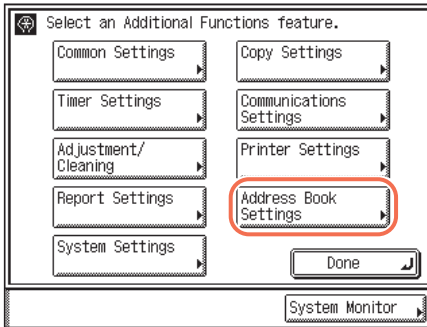 Select an Additional Functions feature.
Common Settings
Copy Settings
Timer Settings
Communications
Settings
Adjustment/
Cleaning
Printer Settings
Report Settings
Address Book
Settings
System Settings
Done
System Monitor